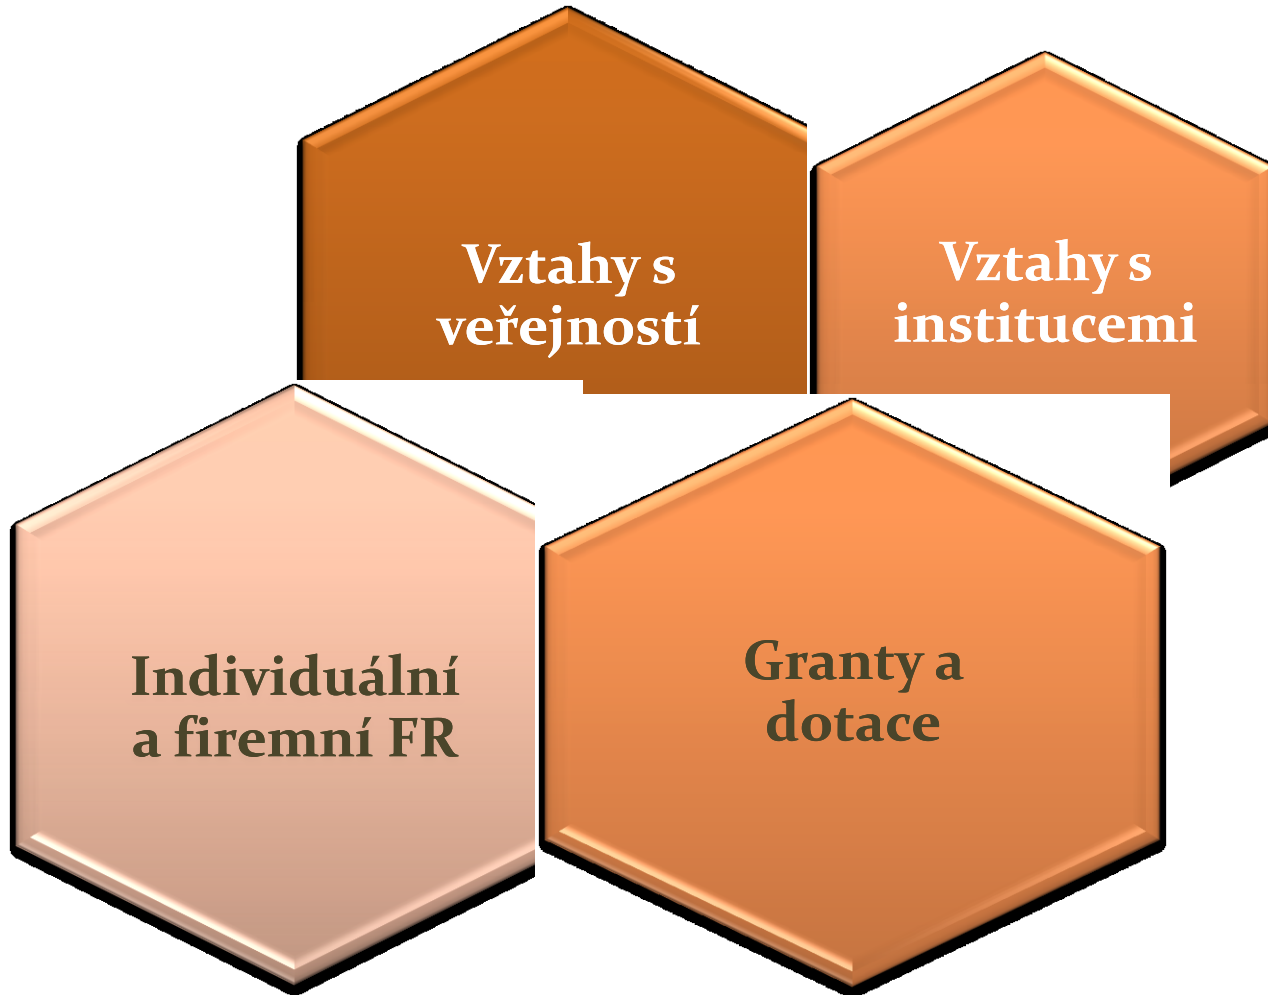 Vztahy s
veřejností
Vztahy s
institucemi
Individuální
a firemní FR
Granty a
dotace